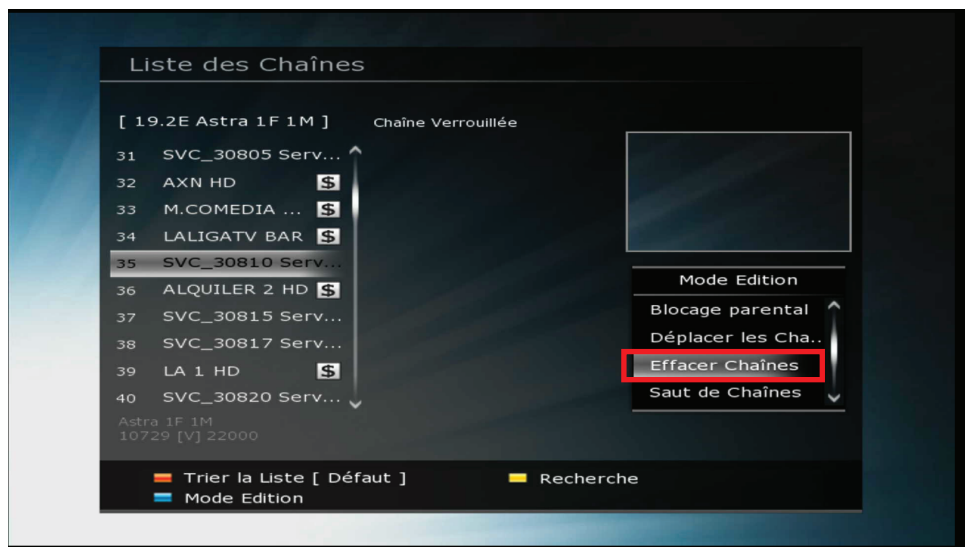 Liste des Chaînes
[ 19.2E Astra 1F 1M ]
Chaîne Verrouillée
31 SVC_30805 Serv...
32 AXN HD $
33 M.COMEDIA ... $
34 LALIGATV BAR $
35 SVC_30810 Serv...
36 ALQUILER 2 HD $
37 SVC_30815 Serv...
38 SVC_30817 Serv...
39 LA 1 HD $
40 SVC_30820 Serv...
Astra 1F 1M
10729 [V] 22000
Mode Edition
Blocage parental
Déplacer les Cha..
Effacer Chaînes
Saut de Chaînes
Trier la Liste [ Défaut ]
Recherche
Mode Edition